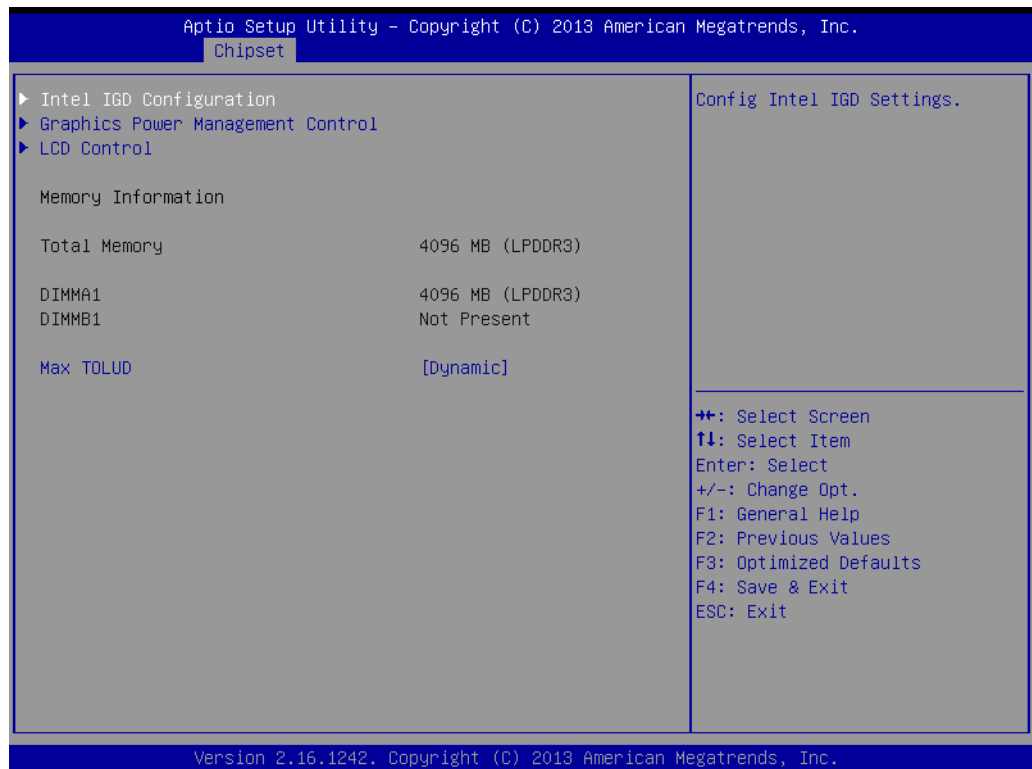 Aptio Setup Utility – Copyright (C) 2013 American Megatrends, Inc.
Chipset
▶ Intel IGD Configuration
▶ Graphics Power Management Control
▶ LCD Control
Memory Information
Total Memory 4096 MB (LPDDR3)
DIMMA1 4096 MB (LPDDR3)
DIMMB1 Not Present
Max TOLUD [Dynamic]
Config Intel IGD Settings.
→←: Select Screen
↑↓: Select Item
Enter: Select
+/-: Change Opt.
F1: General Help
F2: Previous Values
F3: Optimized Defaults
F4: Save & Exit
ESC: Exit
Version 2.16.1242. Copyright (C) 2013 American Megatrends, Inc.